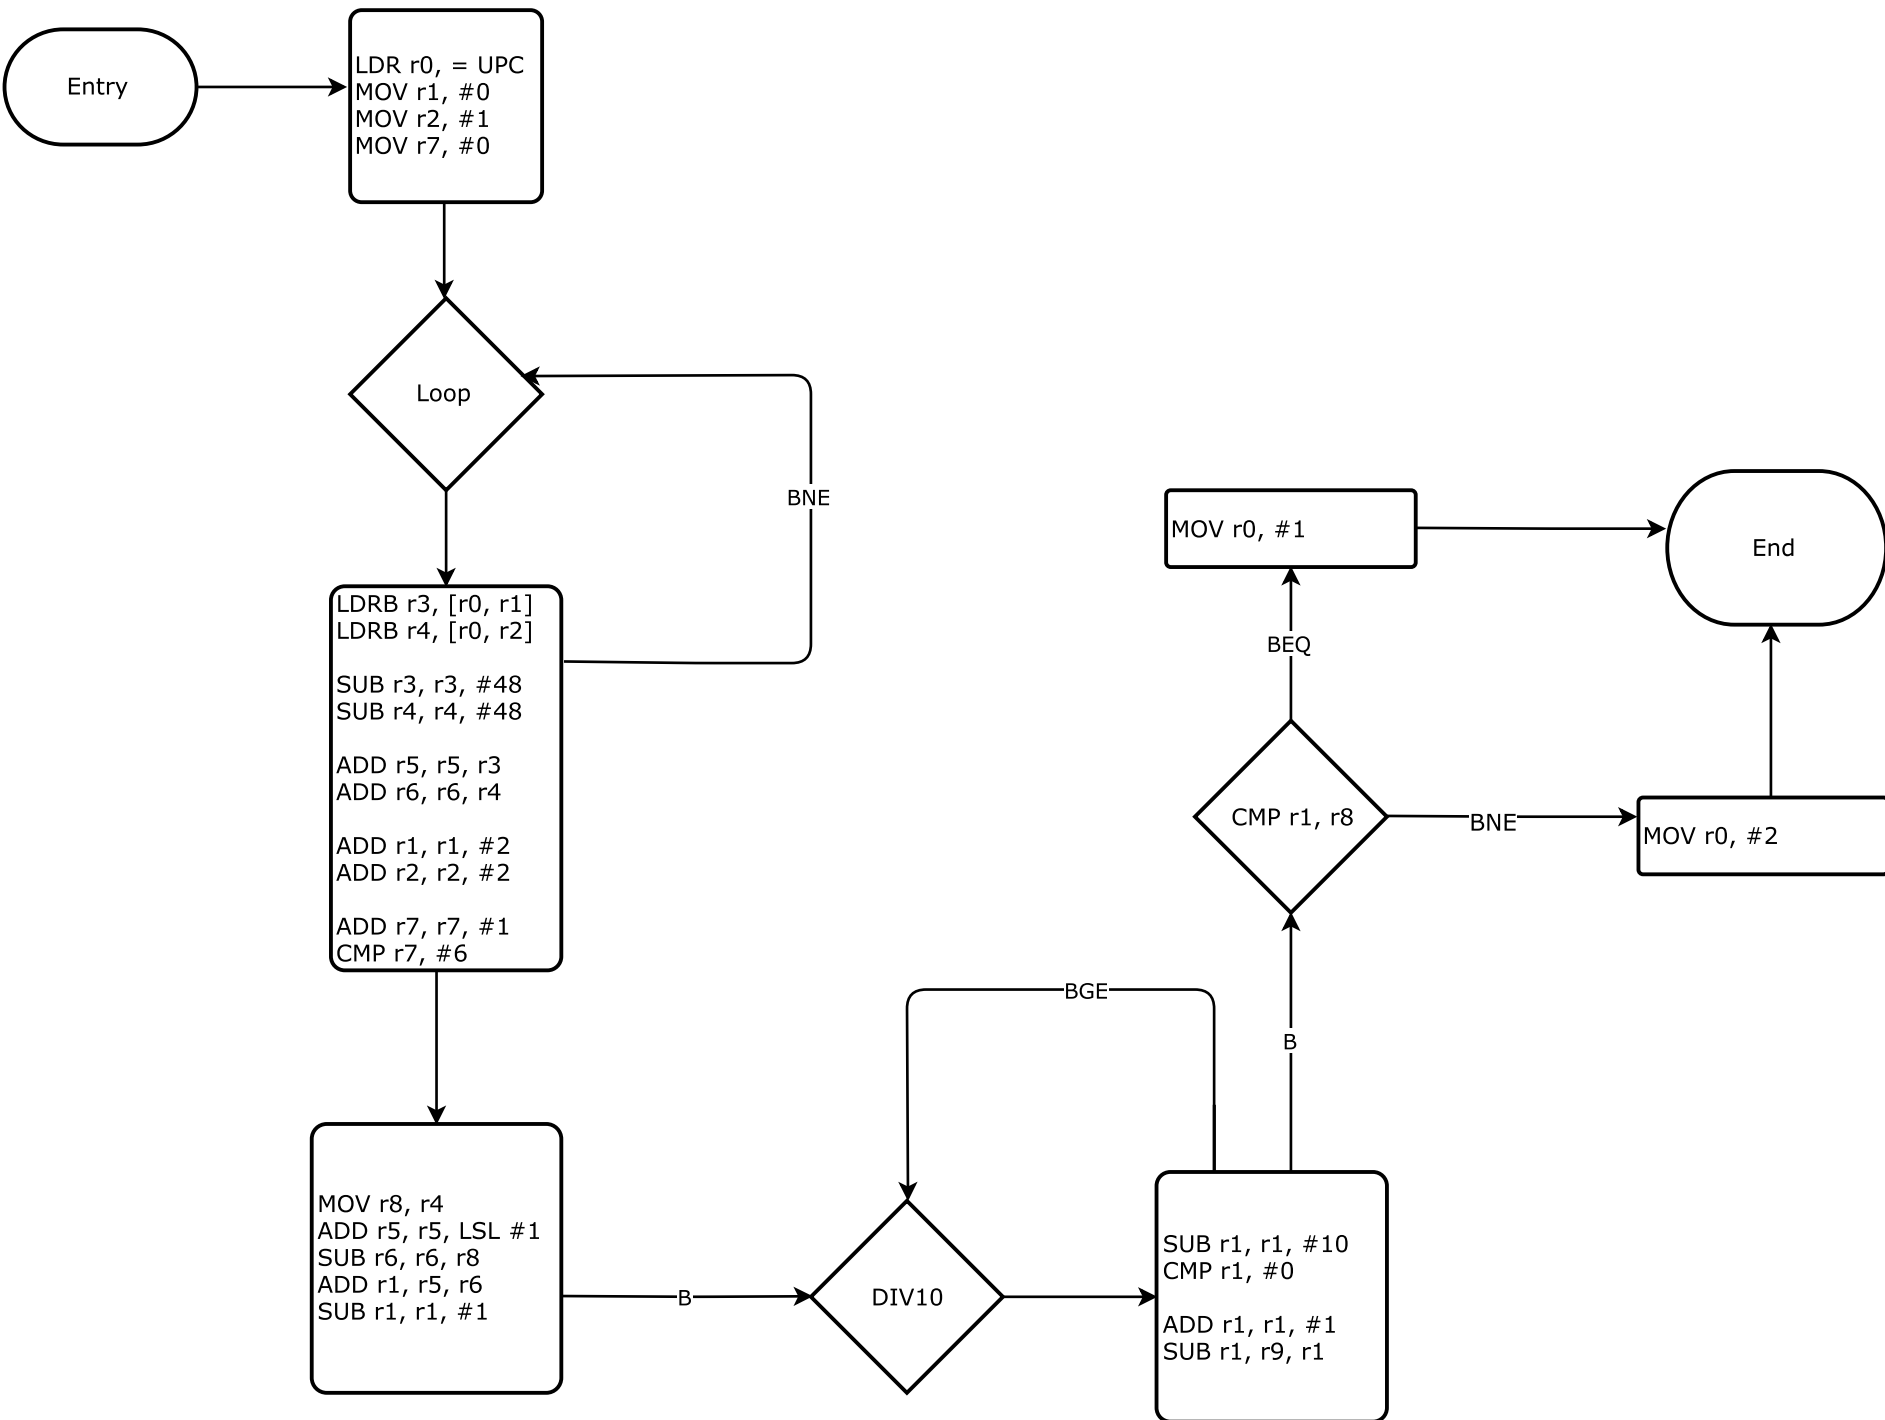 Entry
LDR r0, = UPC
MOV r1, #0
MOV r2, #1
MOV r7, #0
Loop
BNE
LDRB r3, [r0, r1]
LDRB r4, [r0, r2]
SUB r3, r3, #48
SUB r4, r4, #48
ADD r5, r5, r3
ADD r6, r6, r4
ADD r1, r1, #2
ADD r2, r2, #2
ADD r7, r7, #1
CMP r7, #6
MOV r8, r4
ADD r5, r5, LSL #1
SUB r6, r6, r8
ADD r1, r5, r6
SUB r1, r1, #1
B
DIV10
BGE
SUB r1, r1, #10
CMP r1, #0
ADD r1, r1, #1
SUB r1, r9, r1
B
CMP r1, r8
BEQ
MOV r0, #1
BNE
MOV r0, #2
End